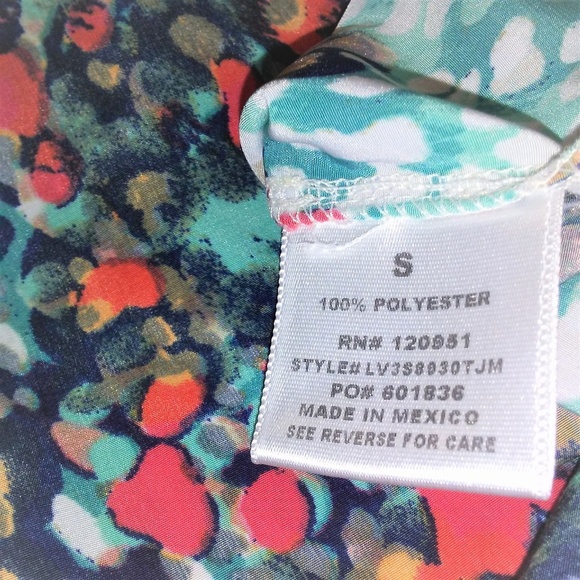 S
100% POLYESTER
RN# 120951
STYLE# LV3S8030TJM
PO# 601836
MADE IN MEXICO
SEE REVERSE FOR CARE